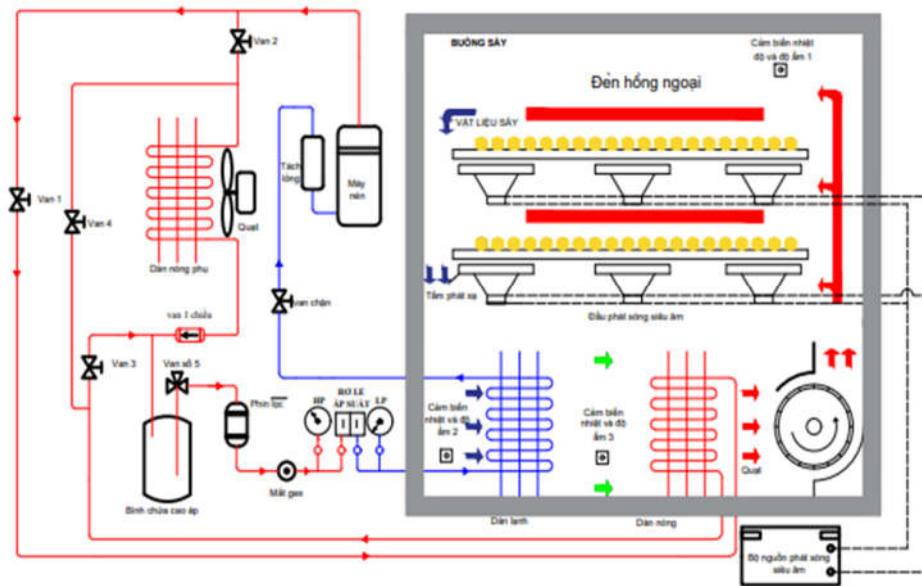 Van 2
BUỒNG SẤY
Cảm biến nhiệt
độ và độ ẩm 1
Đèn hồng ngoại
VẬT LIỆU SẤY
Tách
lỏng
Máy
nén
Van 1
Van 4
Quạt
Dàn nóng phụ
Tấm phát xạ
van chặn
Đầu phát sóng siêu âm
van 1 chiều
Van 3
Van số 5
Phin lọc
HP
RƠ LE
ÁP SUẤT
LP
Cảm biến
nhiệt và độ
ẩm 2
Cảm biến
nhiệt và độ
ẩm 3
Quạt
Mắt gas
Bình chứa cao áp
Dàn lạnh
Dàn nóng
Bộ nguồn phát sóng
siêu âm